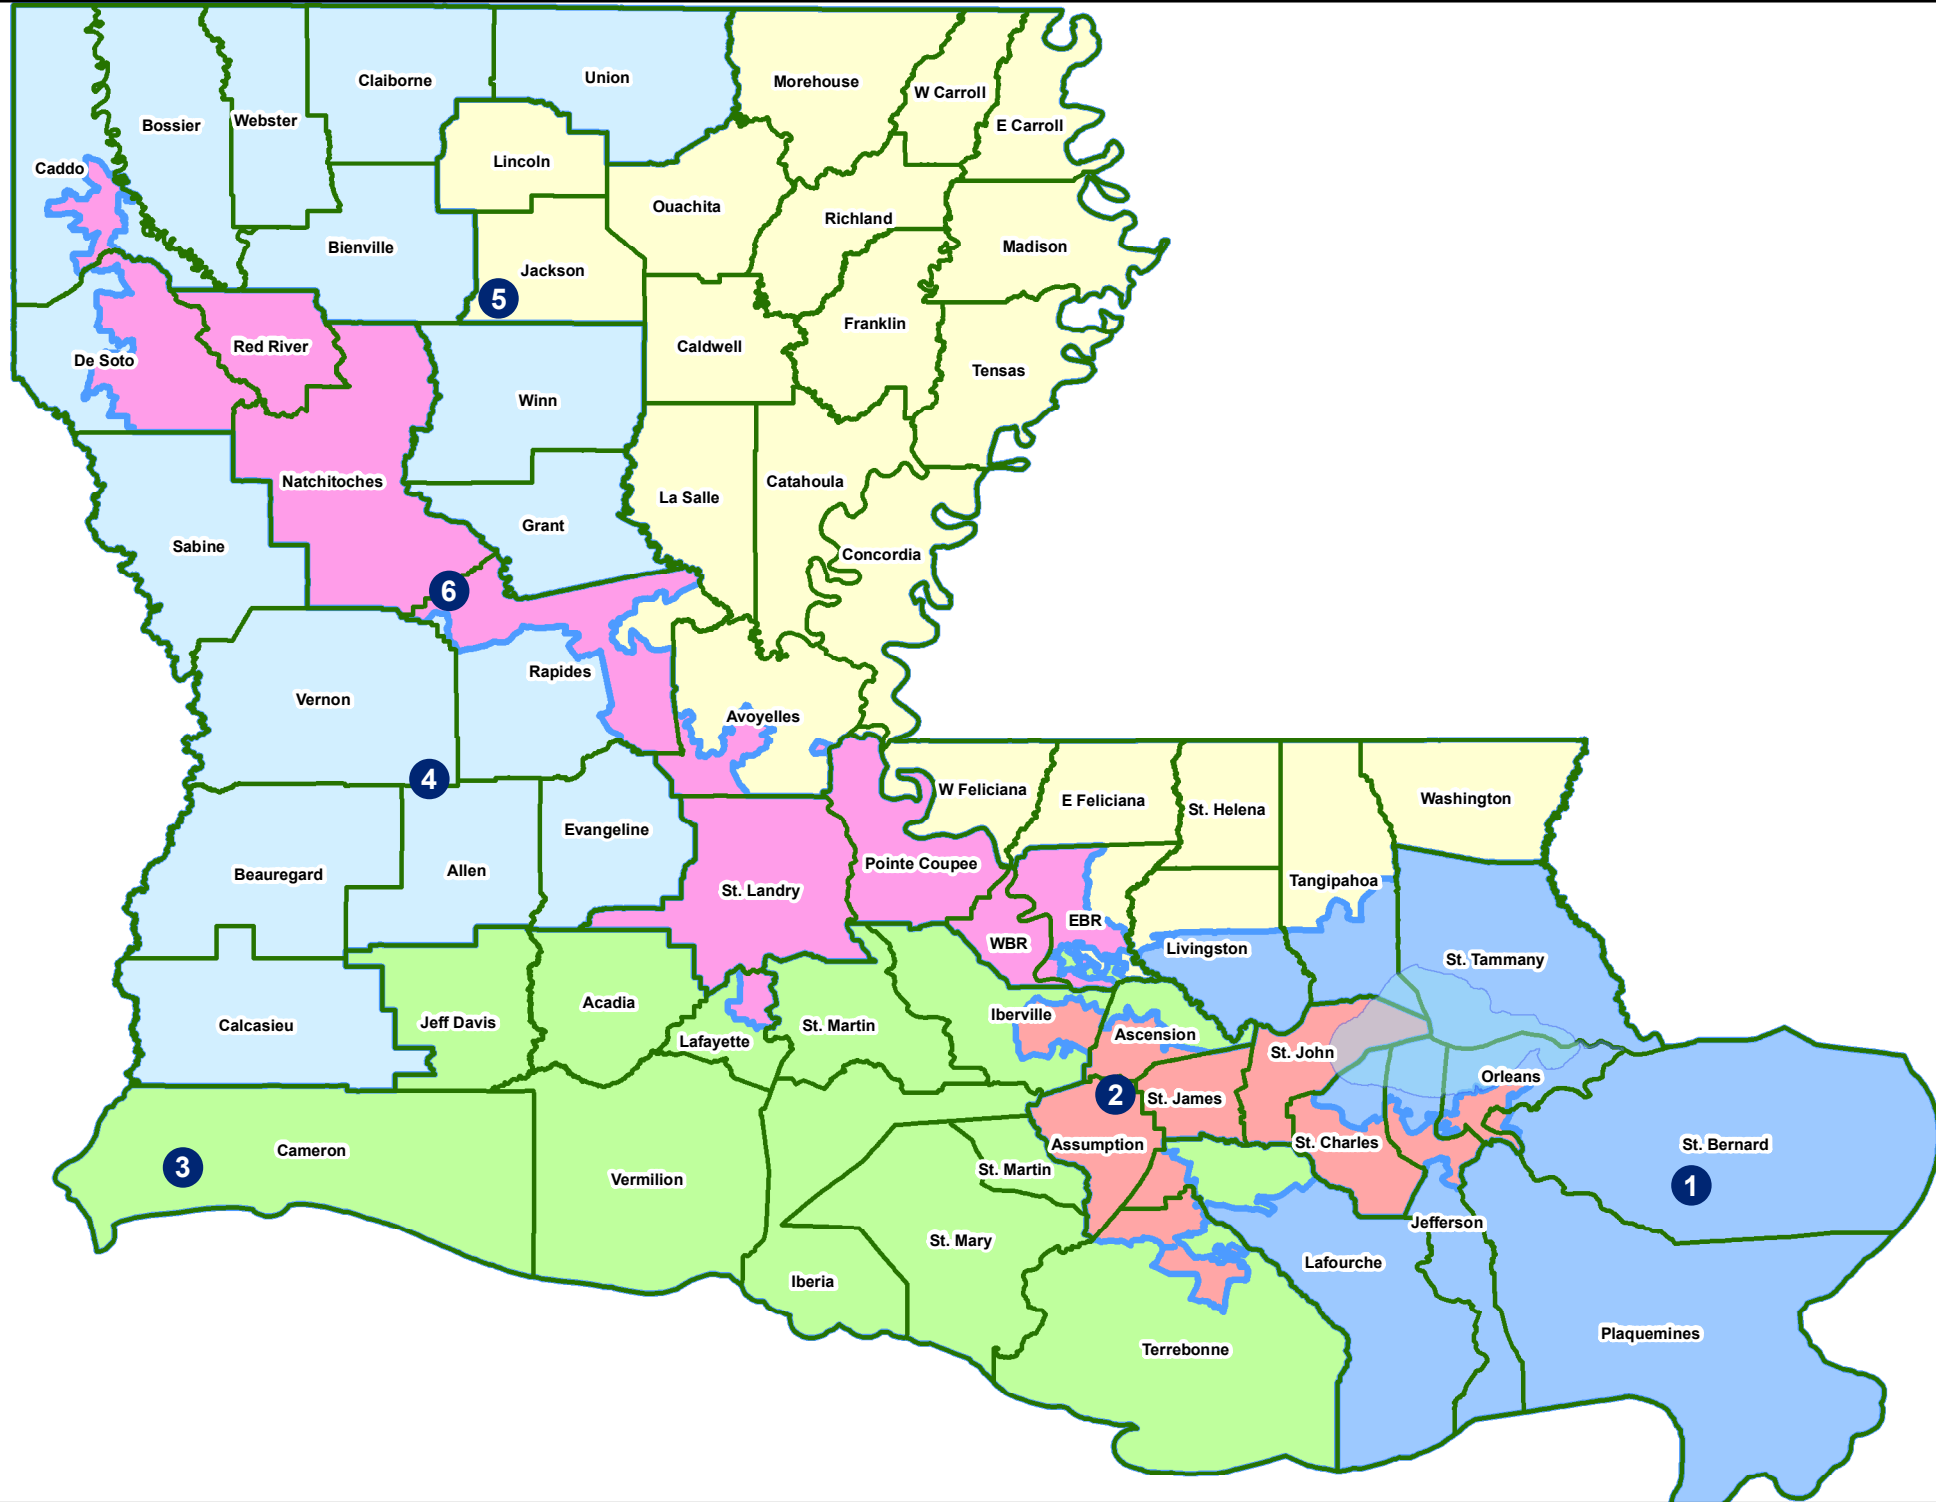 Claiborne
Union
Morehouse
W Carroll
E Carroll
Bossier
Webster
Caddo
Lincoln
Ouachita
Richland
Madison
Bienville
Jackson
5
Franklin
Red River
De Soto
Caldwell
Tensas
Winn
Natchitoches
La Salle
Catahoula
Grant
Sabine
Concordia
6
Rapides
Vernon
Avoyelles
4
W Feliciana
E Feliciana
St. Helena
Washington
Evangeline
Beauregard
Allen
St. Landry
Pointe Coupee
Tangipahoa
EBR
WBR
Livingston
St. Tammany
Acadia
Calcasieu
Jeff Davis
Lafayette
St. Martin
Iberville
Ascension
St. John
Orleans
2
St. James
Cameron
3
Vermilion
Assumption
St. Charles
St. Bernard
1
St. Martin
St. Mary
Iberia
Jefferson
Lafourche
Terrebonne
Plaquemines